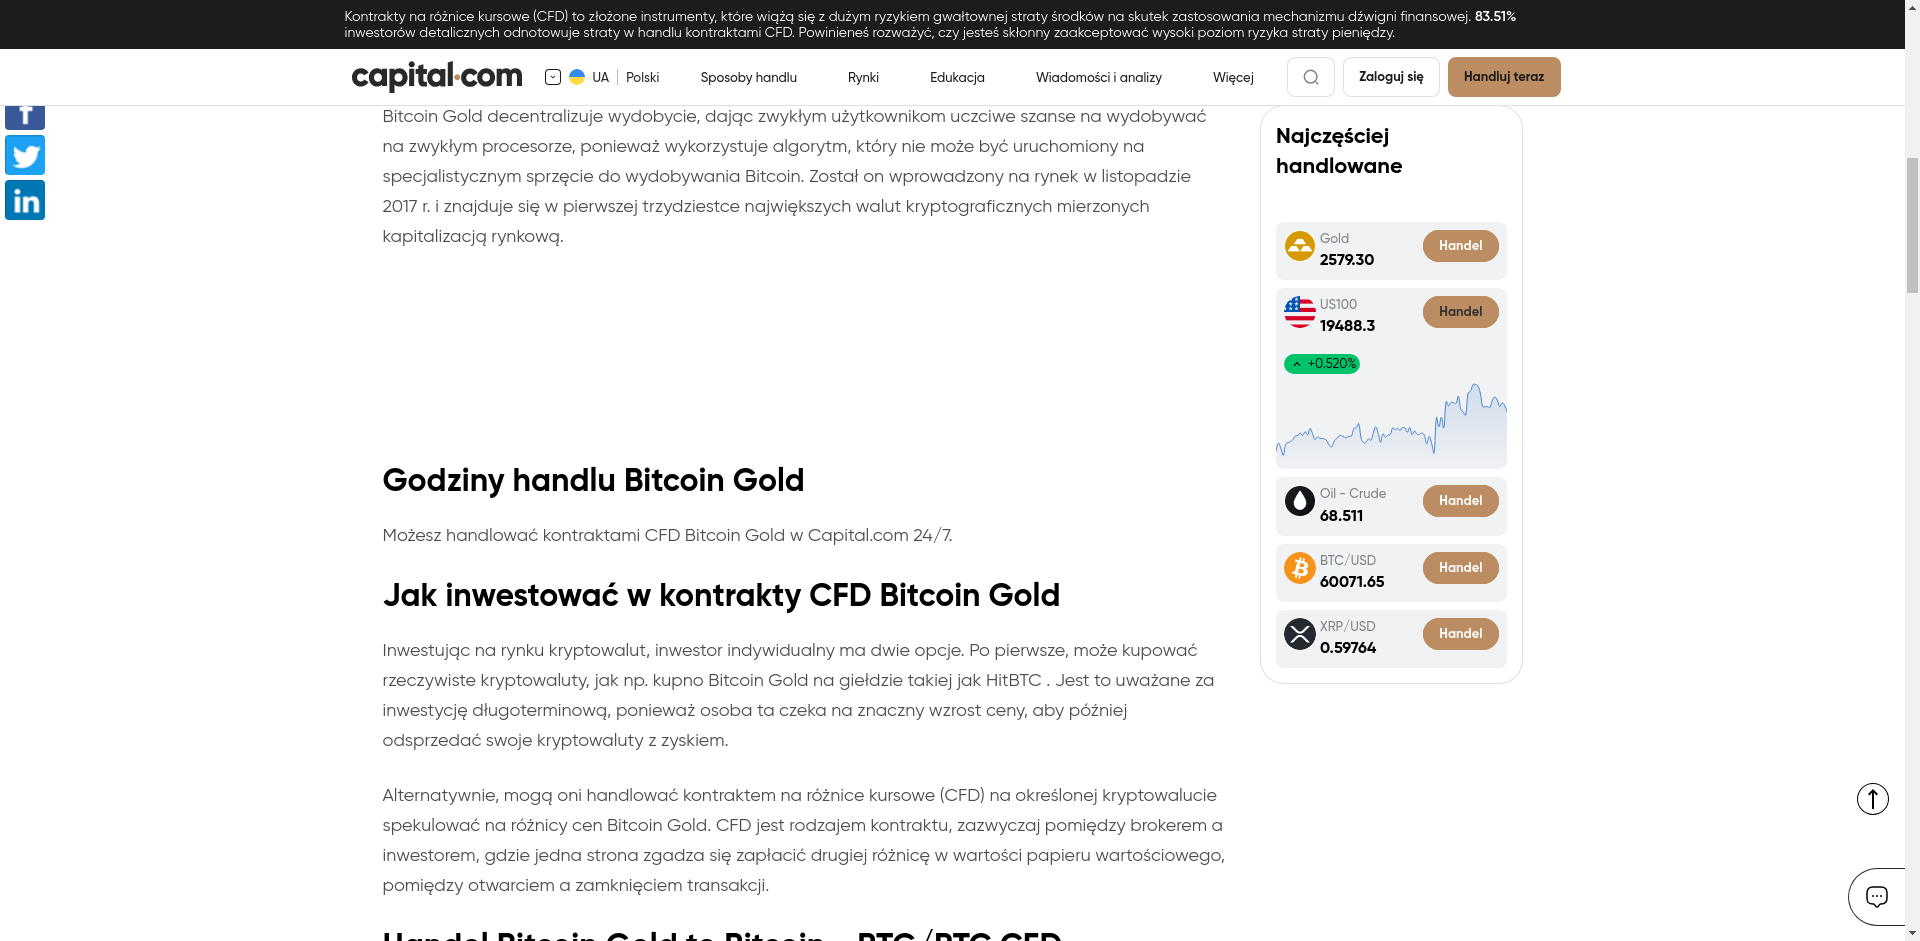 Kontrakty na różnice kursowe (CFD) to złożone instrumenty, które wiążą się z dużym ryzykiem gwałtownej straty środków na skutek zastosowania mechanizmu dźwigni finansowej. 83.51%
inwestorów detalicznych odnotowuje straty w handlu kontraktami CFD. Powinieneś rozważyć, czy jesteś skłonny zaakceptować wysoki poziom ryzyka straty pieniędzy.
capital.com
UA
Polski
Sposoby handlu
Rynki
Edukacja
Wiadomości i analizy
Więcej
Zaloguj się
Handluj teraz
Bitcoin Gold decentralizuje wydobycie, dając zwykłym użytkownikom uczciwe szanse na wydobywać
na zwykłym procesorze, ponieważ wykorzystuje algorytm, który nie może być uruchomiony na
specjalistycznym sprzęcie do wydobywania Bitcoin. Został on wprowadzony na rynek w listopadzie
2017 r. i znajduje się w pierwszej trzydziestce największych walut kryptograficznych mierzonych
kapitalizacją rynkową.
Godziny handlu Bitcoin Gold
Możesz handlować kontraktami CFD Bitcoin Gold w Capital.com 24/7.
Jak inwestować w kontrakty CFD Bitcoin Gold
Inwestując na rynku kryptowalut, inwestor indywidualny ma dwie opcje. Po pierwsze, może kupować
rzeczywiste kryptowaluty, jak np. kupno Bitcoin Gold na giełdzie takiej jak HitBTC . Jest to uważane za
inwestycję długoterminową, ponieważ osoba ta czeka na znaczny wzrost ceny, aby później
odsprzedać swoje kryptowaluty z zyskiem.
Alternatywnie, mogą oni handlować kontraktem na różnice kursowe (CFD) na określonej kryptowalucie
spekulować na różnicy cen Bitcoin Gold. CFD jest rodzajem kontraktu, zazwyczaj pomiędzy brokerem a
inwestorem, gdzie jedna strona zgadza się zapłacić drugiej różnicę w wartości papieru wartościowego,
pomiędzy otwarciem a zamknięciem transakcji.
Handel Bitcoin Gold to Bitcoin - BTG/BTC CFD
Najczęściej
handlowane
Gold
2579.30
Handel
US100
19488.3
Handel
+0.520%
Oil - Crude
68.511
Handel
BTC/USD
60071.65
Handel
XRP/USD
0.59764
Handel